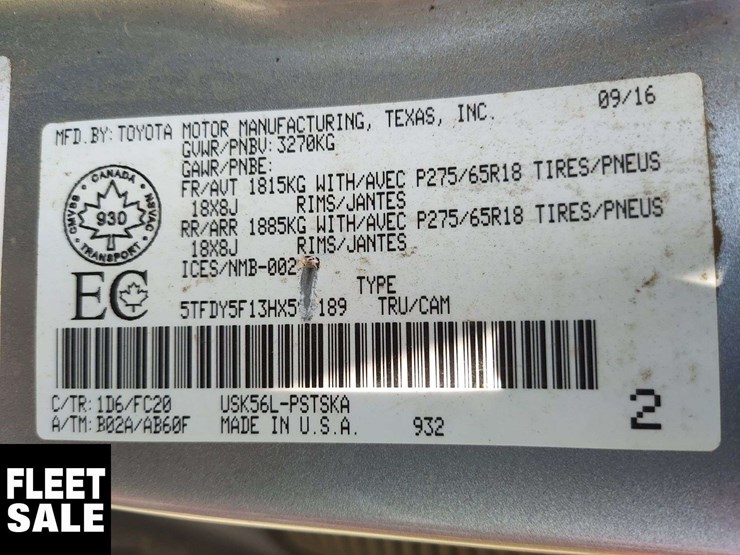 MFD.BY: TOYOTA MOTOR MANUFACTURING, TEXAS, INC. 09/16
GVWR/PNBV: 3270KG
GAWR/PNBE:
FR/AVT 1815KG WITH/AVEC P275/65R18 TIRES/PNEUS
18X8J RIMS/JANTES
RR/ARR 1885KG WITH/AVEC P275/65R18 TIRES/PNEUS
18X8J RIMS/JANTES
CANADA
CMVSS 930 NSVAC
TRANSPORT
EC
TYPE
TRU/CAM
C/TR: 1D6/FC20 USK56L-PSTSKA
A/TM: B02A/AB60F MADE IN U.S.A. 932 2
FLEET
SALE